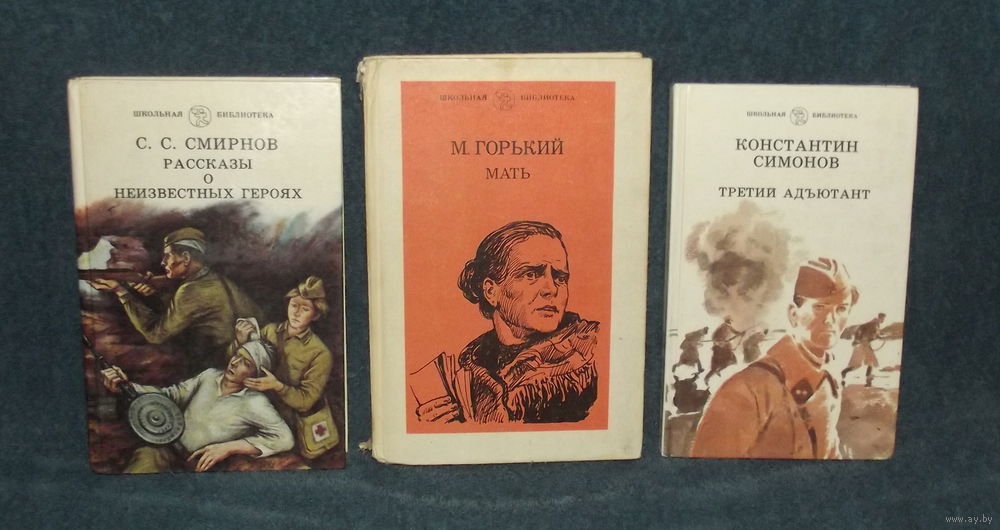 ШКОЛЬНАЯ БИБЛИОТЕКА
С. С. СМИРНОВ
РАССКАЗЫ
О
НЕИЗВЕСТНЫХ ГЕРОЯХ
ШКОЛЬНАЯ БИБЛИОТЕКА
М. ГОРЬКИЙ
МАТЬ
ШКОЛЬНАЯ БИБЛИОТЕКА
КОНСТАНТИН
СИМОНОВ
ТРЕТИЙ АДЪЮТАНТ
www.ay.by